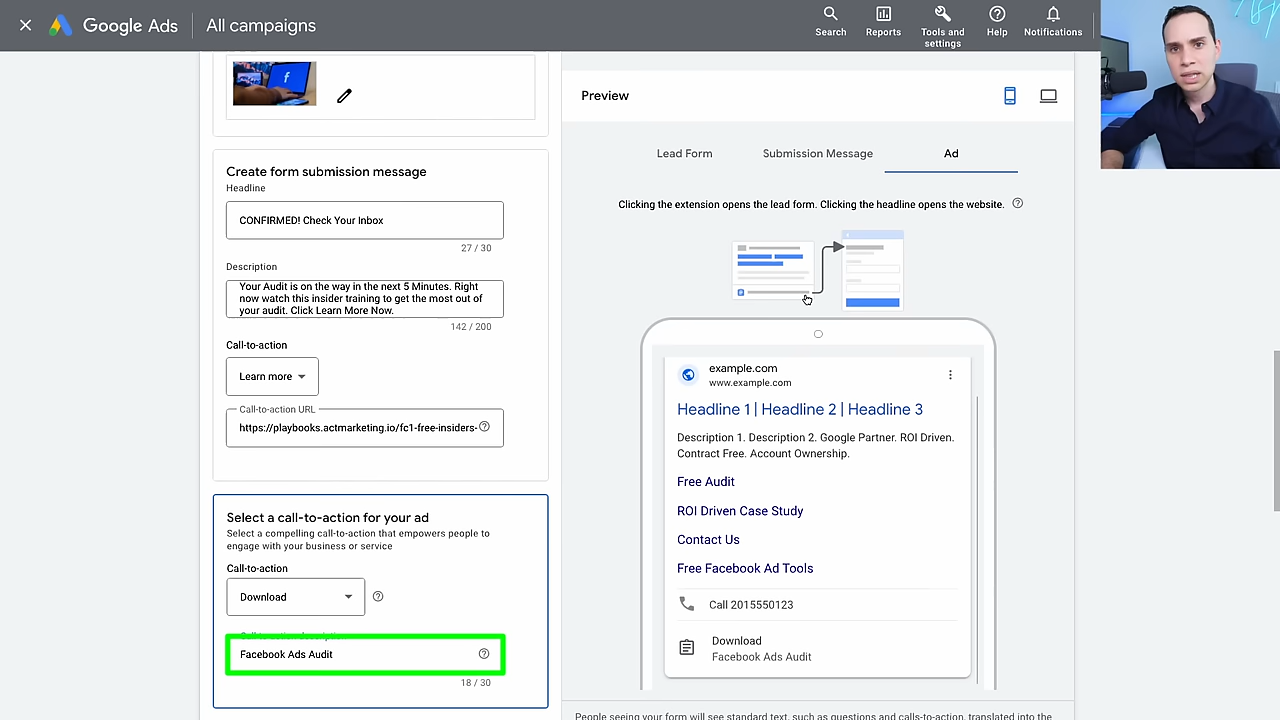 Google Ads
All campaigns
Search
Reports
Tools and
settings
Help
Notifications
Create form submission message
Headline
CONFIRMED! Check Your Inbox
27 / 30
Description
Your Audit is on the way in the next 5 Minutes. Right
now watch this insider training to get the most out of
your audit. Click Learn More Now.
142 / 200
Call-to-action
Learn more
Call-to-action URL
https://playbooks.actmarketing.io/fc1-free-insiders-
Select a call-to-action for your ad
Select a compelling call-to-action that empowers people to
engage with your business or service
Call-to-action
Download
Call-to-action description
Facebook Ads Audit
18 / 30
Preview
Lead Form
Submission Message
Ad
Clicking the extension opens the lead form. Clicking the headline opens the website.
example.com
www.example.com
Headline 1 | Headline 2 | Headline 3
Description 1. Description 2. Google Partner. ROI Driven.
Contract Free. Account Ownership.
Free Audit
ROI Driven Case Study
Contact Us
Free Facebook Ad Tools
Call 2015550123
Download
Facebook Ads Audit
People seeing your form will see standard text, such as questions and calls-to-action, translated into the